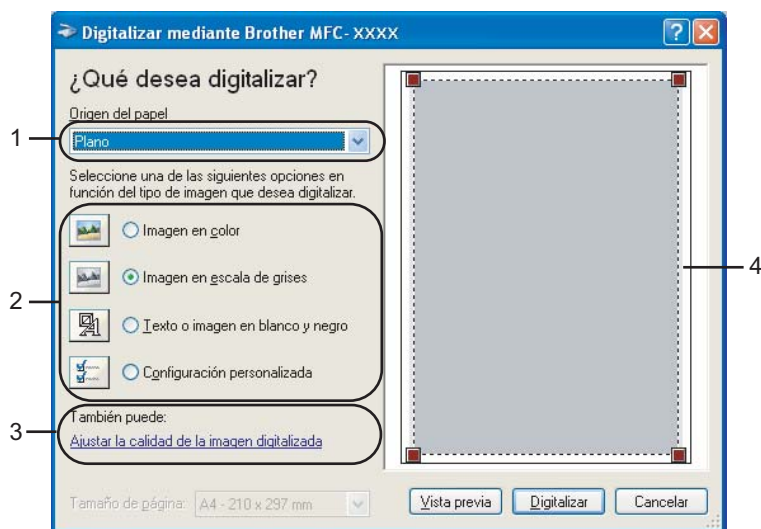 Digitalizar mediante Brother MFC-XXXX
¿Qué desea digitalizar?
Origen del papel
1
Plano
Seleccione una de las siguientes opciones en
función del tipo de imagen que desea digitalizar.
2
Imagen en color
Imagen en escala de grises
Texto o imagen en blanco y negro
Configuración personalizada
3
También puede:
Ajustar la calidad de la imagen digitalizada
4
Tamaño de página: A4 - 210 x 297 mm
Vista previa
Digitalizar
Cancelar